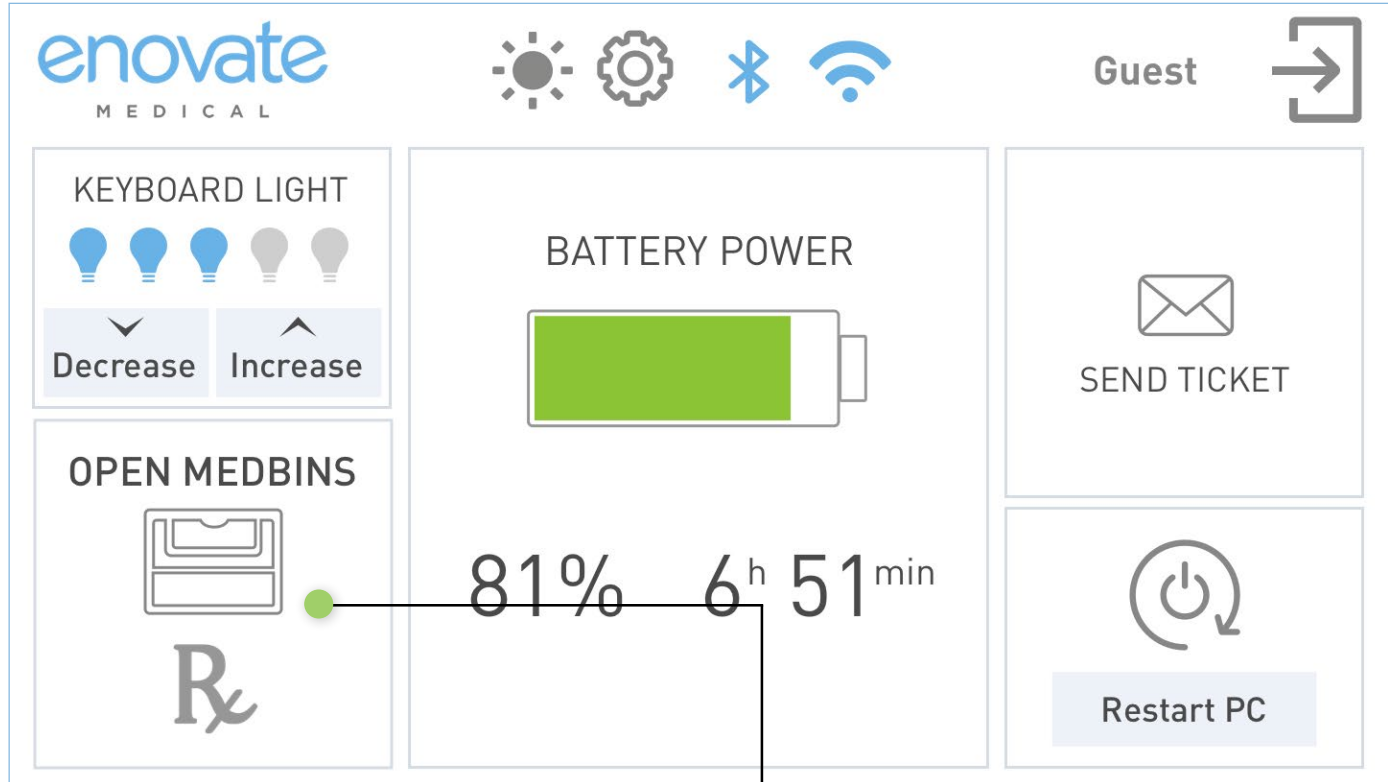 enovate
MEDICAL
Guest
KEYBOARD LIGHT
Decrease Increase
OPEN MEDBINS
Rx
BATTERY POWER
81% 6h 51min
SEND TICKET
Restart PC